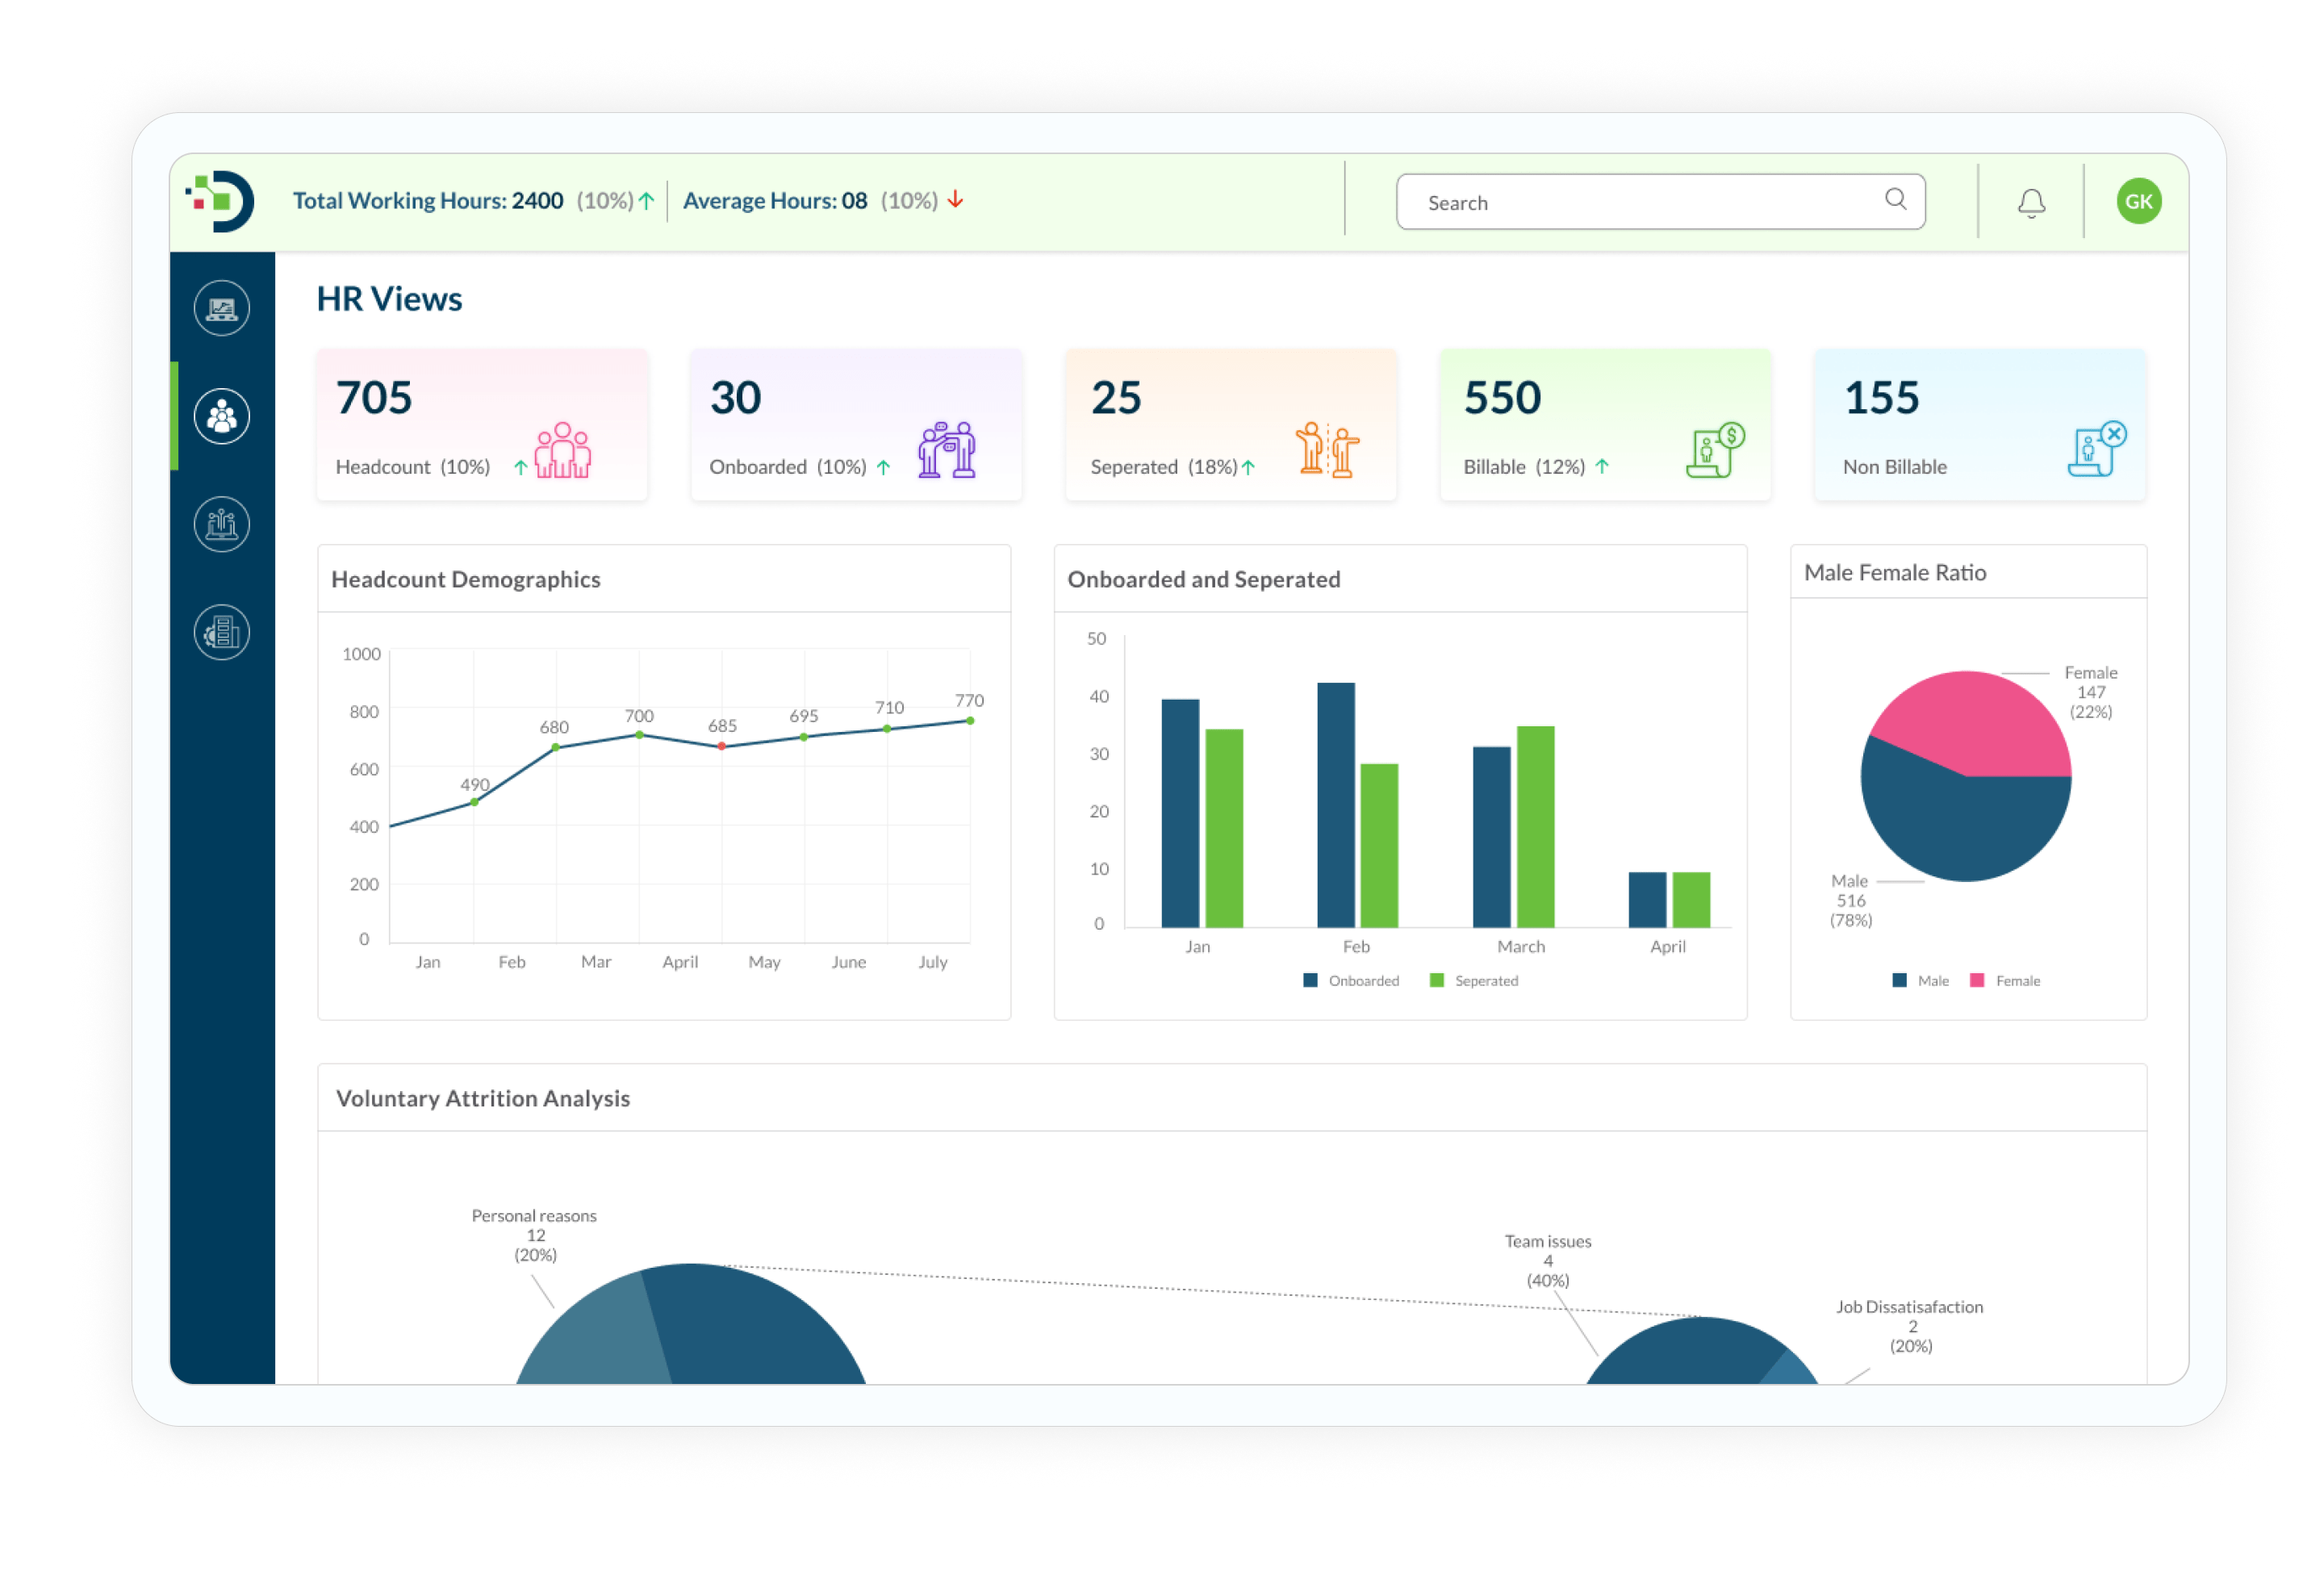 Total Working Hours: 2400 (10%) ↑ Average Hours: 08 (10%) ↓
Search
GK
HR Views
705
Headcount (10%) ↑
30
Onboarded (10%) ↑
25
Seperated (18%) ↑
550
Billable (12%) ↑
155
Non Billable
Headcount Demographics
1000
800
600
400
200
0
490
680
700
685
695
710
770
Jan Feb Mar April May June July
Onboarded and Seperated
50
40
30
20
10
0
Jan Feb March April
Onboarded Seperated
Male Female Ratio
Female
147
(22%)
Male
516
(78%)
Male Female
Voluntary Attrition Analysis
Personal reasons
12
(20%)
Team issues
4
(40%)
Job Dissatisafaction
2
(20%)